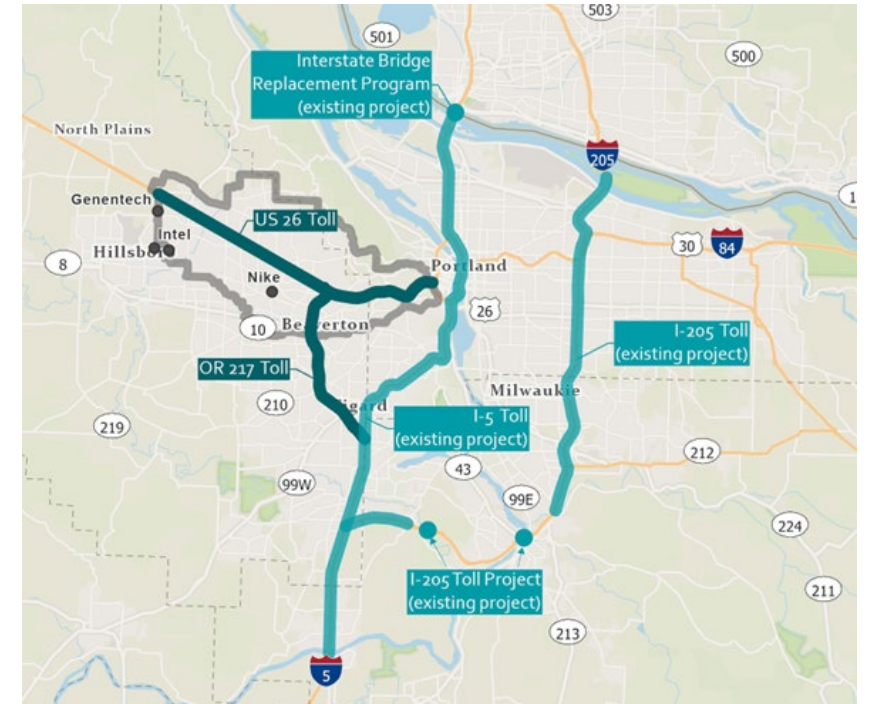 503
501
500
Interstate Bridge
Replacement Program
(existing project)
North Plains
205
Genentech
US 26 Toll
Intel
Hillsbo
8
Nike
Portland
30
84
26
10
Beaverton
I-205 Toll
(existing project)
OR 217 Toll
210
Milwaukie
igard
I-5 Toll
(existing project)
219
43
212
99W
99E
224
I-205 Toll Project
(existing project)
211
213
5